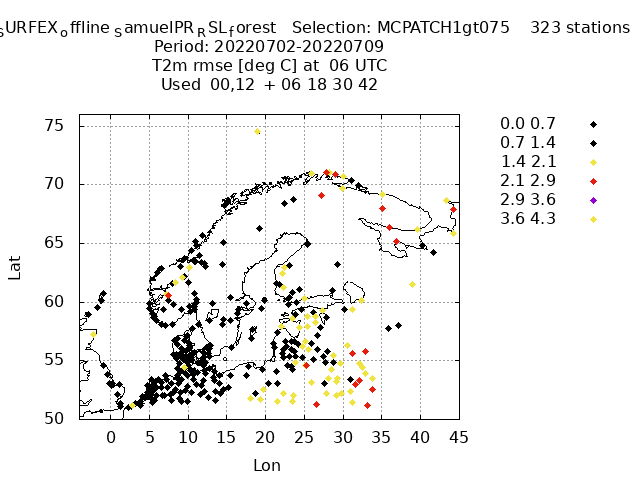 SURFEXoffline SamuelPRRSLforest Selection: MCPATCH1gt075 323 stations
Period: 20220702-20220709
T2m rmse [deg C] at 06 UTC
Used 00,12 + 06 18 30 42
0.0 0.7
0.7 1.4
1.4 2.1
2.1 2.9
2.9 3.6
3.6 4.3
75
70
65
60
55
50
Lat
0 5 10 15 20 25 30 35 40 45
Lon